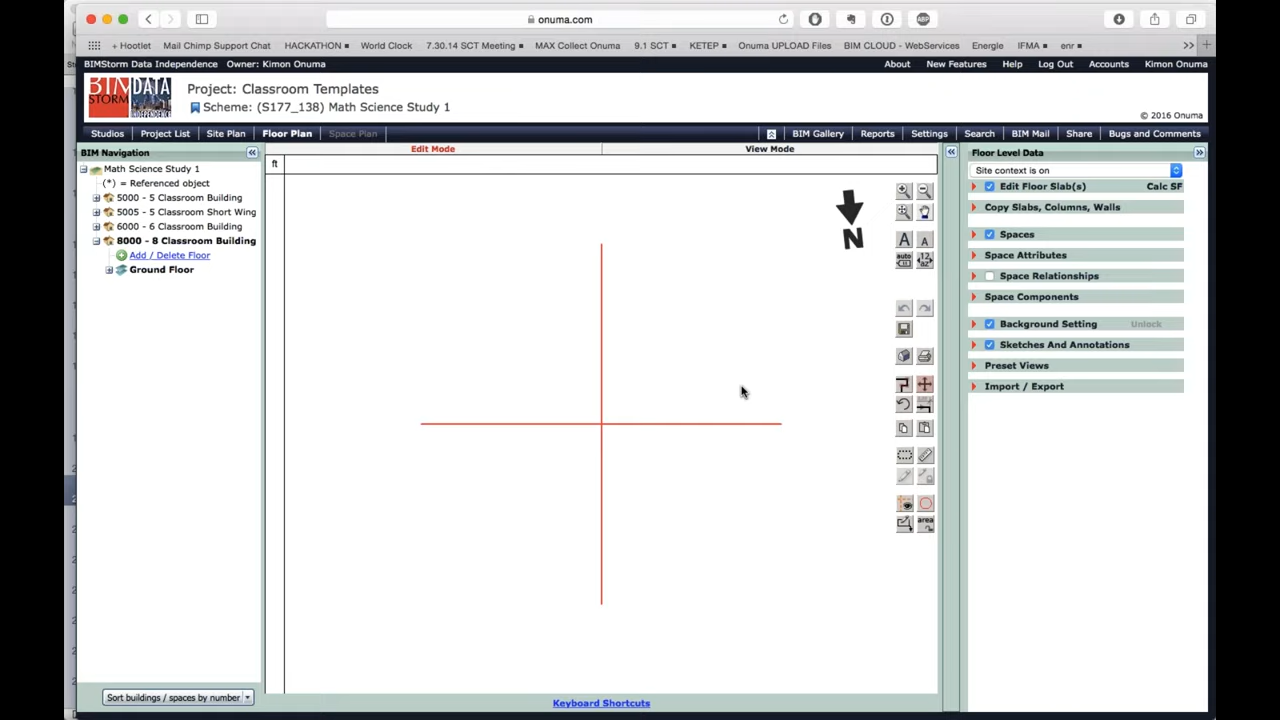 onuma.com
ABP
+ Hootlet Mail Chimp Support Chat HACKATHON World Clock 7.30.14 SCT Meeting MAX Collect Onuma 9.1 SCT KETEP Onuma UPLOAD Files BIM CLOUD - WebServices Energie IFMA enr
BIMStorm Data Independence Owner: Kimon Onuma About New Features Help Log Out Accounts Kimon Onuma
BIM STORM DATA INDEPENDENCE
Project: Classroom Templates
Scheme: (S177_138) Math Science Study 1
© 2016 Onuma
Studios Project List Site Plan Floor Plan Space Plan BIM Gallery Reports Settings Search BIM Mail Share Bugs and Comments
BIM Navigation
Edit Mode View Mode
Floor Level Data
ft
Math Science Study 1
(*) = Referenced object
5000 - 5 Classroom Building
5005 - 5 Classroom Short Wing
6000 - 6 Classroom Building
8000 - 8 Classroom Building
Add / Delete Floor
Ground Floor
N
A A
auto
area
Site context is on
Edit Floor Slab(s) Calc SF
Copy Slabs, Columns, Walls
Spaces
Space Attributes
Space Relationships
Space Components
Background Setting Unlock
Sketches And Annotations
Preset Views
Import / Export
Sort buildings / spaces by number
Keyboard Shortcuts